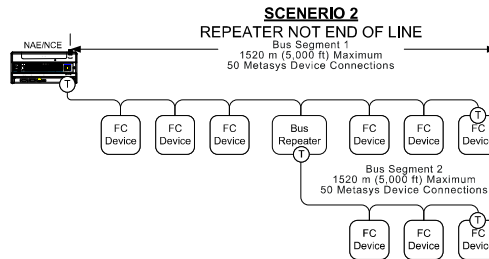 SCENERIO 2
REPEATER NOT END OF LINE
NAE/NCE
Bus Segment 1
1520 m (5,000 ft) Maximum
50 Metasys Device Connections
T
FC Device
FC Device
FC Device
Bus Repeater
T
FC Device
FC Device
T
FC Device
Bus Segment 2
1520 m (5,000 ft) Maximum
50 Metasys Device Connections
FC Device
FC Device
T
FC Device